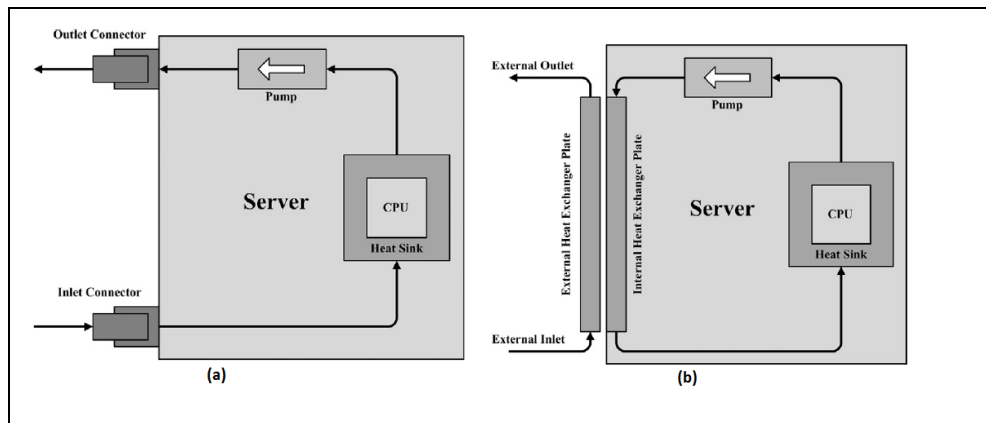 Outlet Connector
Pump
Server
CPU
Heat Sink
Inlet Connector
(a)
External Outlet
Pump
External Heat Exchanger Plate
Internal Heat Exchanger Plate
Server
CPU
Heat Sink
External Inlet
(b)